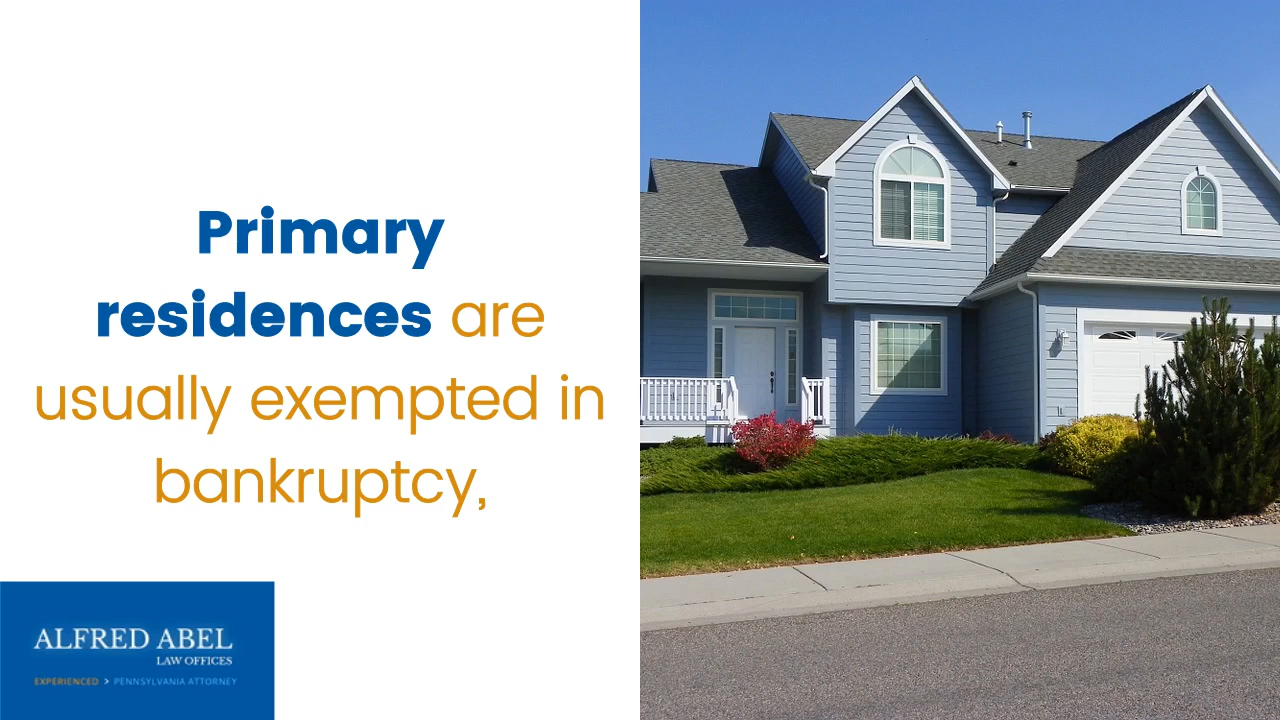 Primary
residences are
usually exempted in
bankruptcy,
ALFRED ABEL
LAW OFFICES
EXPERIENCED > PENNSYLVANIA ATTORNEY